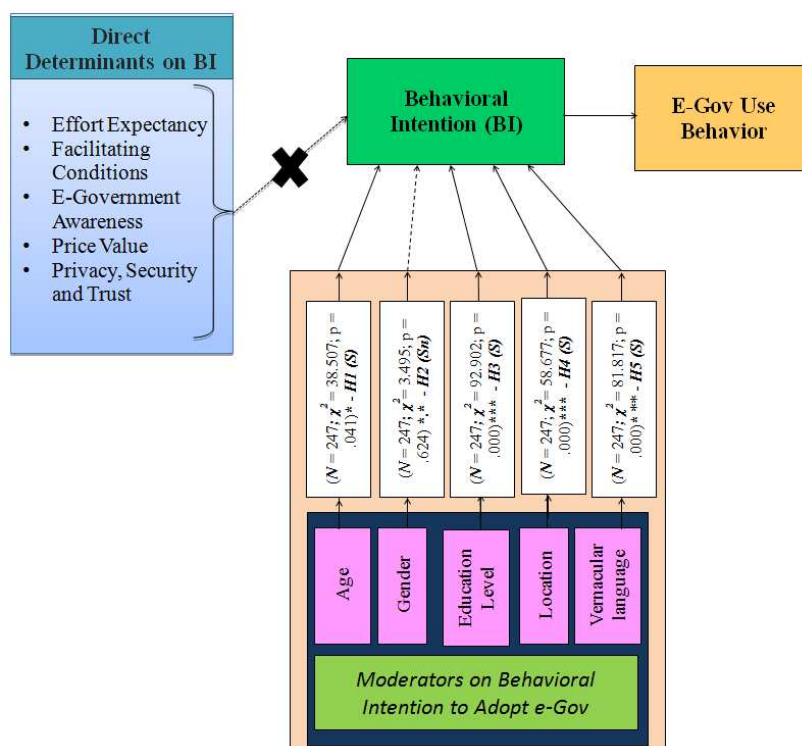 Direct
Determinants on BI
• Effort Expectancy
• Facilitating
Conditions
• E-Government
Awareness
• Price Value
• Privacy, Security
and Trust
Behavioral
Intention (BI)
E-Gov Use
Behavior
(N = 247; χ² = 38.507; p =
.041)* - H1 (S)
(N = 247; χ² = 3.495; p =
.624) *,* - H2 (Sn)
(N = 247; χ² = 92.902; p =
.000)*** - H3 (S)
(N = 247; χ² = 58.677; p =
.000)*** - H4 (S)
(N = 247; χ² = 81.817; p =
.000)* ** - H5 (S)
Age
Gender
Education
Level
Location
Vernacular
language
Moderators on Behavioral
Intention to Adopt e-Gov